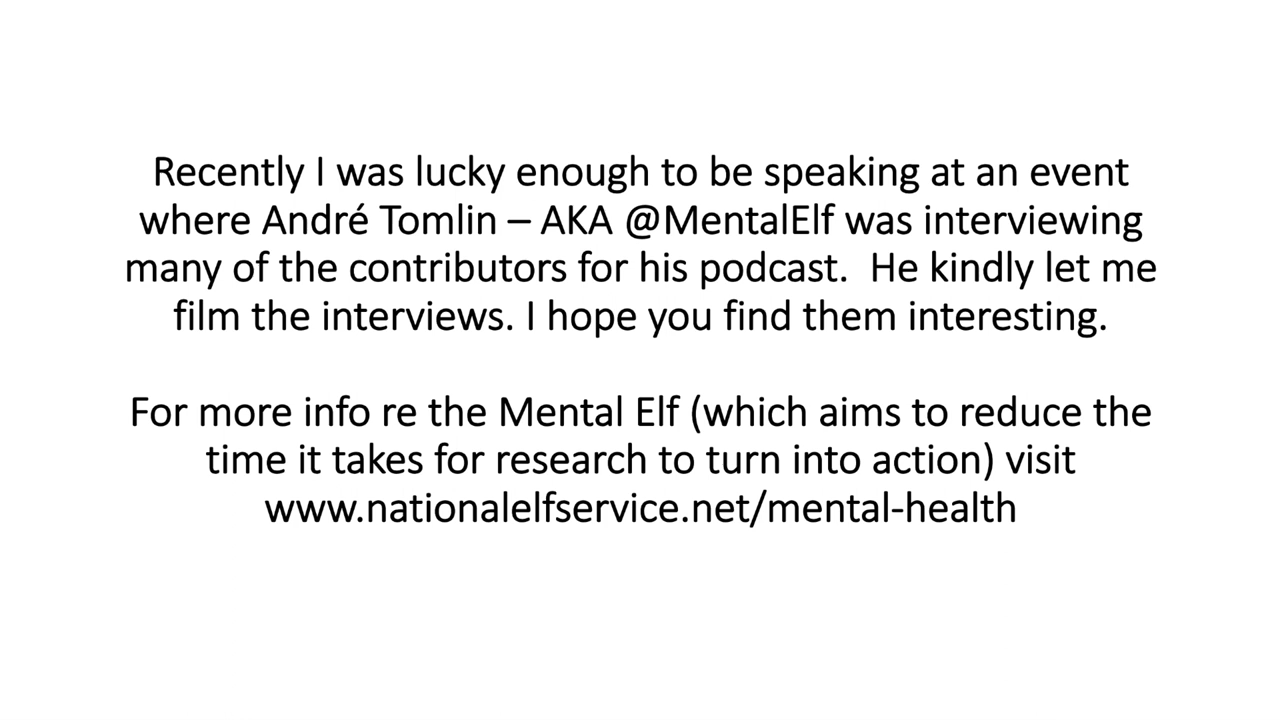 Recently I was lucky enough to be speaking at an event
where André Tomlin – AKA @MentalElf was interviewing
many of the contributors for his podcast.  He kindly let me
film the interviews. I hope you find them interesting.
For more info re the Mental Elf (which aims to reduce the
time it takes for research to turn into action) visit
www.nationalelfservice.net/mental-health